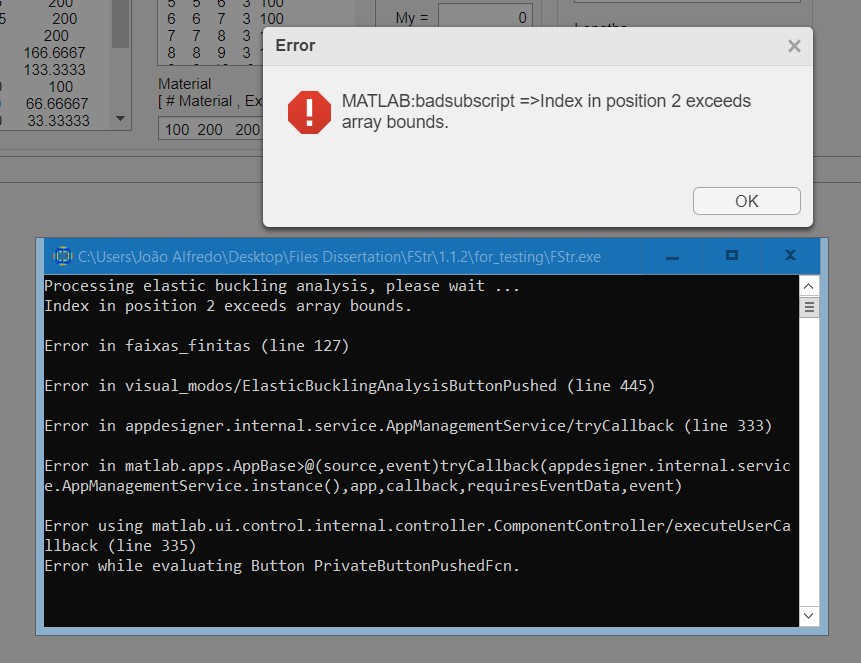 200
5 5 6 3 100
My =
0
5
200
6 6 7 3 100
200
7 7 8 3
166.6667
8 8 9 3
133.3333
Material
100
[ # Material , Ex
66.66667
33.33333
100 200 200
Error
MATLAB:badsubscript =>Index in position 2 exceeds
array bounds.
OK
C:\Users\João Alfredo\Desktop\Files Dissertation\FStr\1.1.2\for_testing\FStr.exe
Processing elastic buckling analysis, please wait ...
Index in position 2 exceeds array bounds.
Error in faixas_finitas (line 127)
Error in visual_modos/ElasticBucklingAnalysisButtonPushed (line 445)
Error in appdesigner.internal.service.AppManagementService/tryCallback (line 333)
Error in matlab.apps.AppBase>@(source,event)tryCallback(appdesigner.internal.servic
e.AppManagementService.instance(),app,callback,requiresEventData,event)
Error using matlab.ui.control.internal.controller.ComponentController/executeUserCa
llback (line 335)
Error while evaluating Button PrivateButtonPushedFcn.